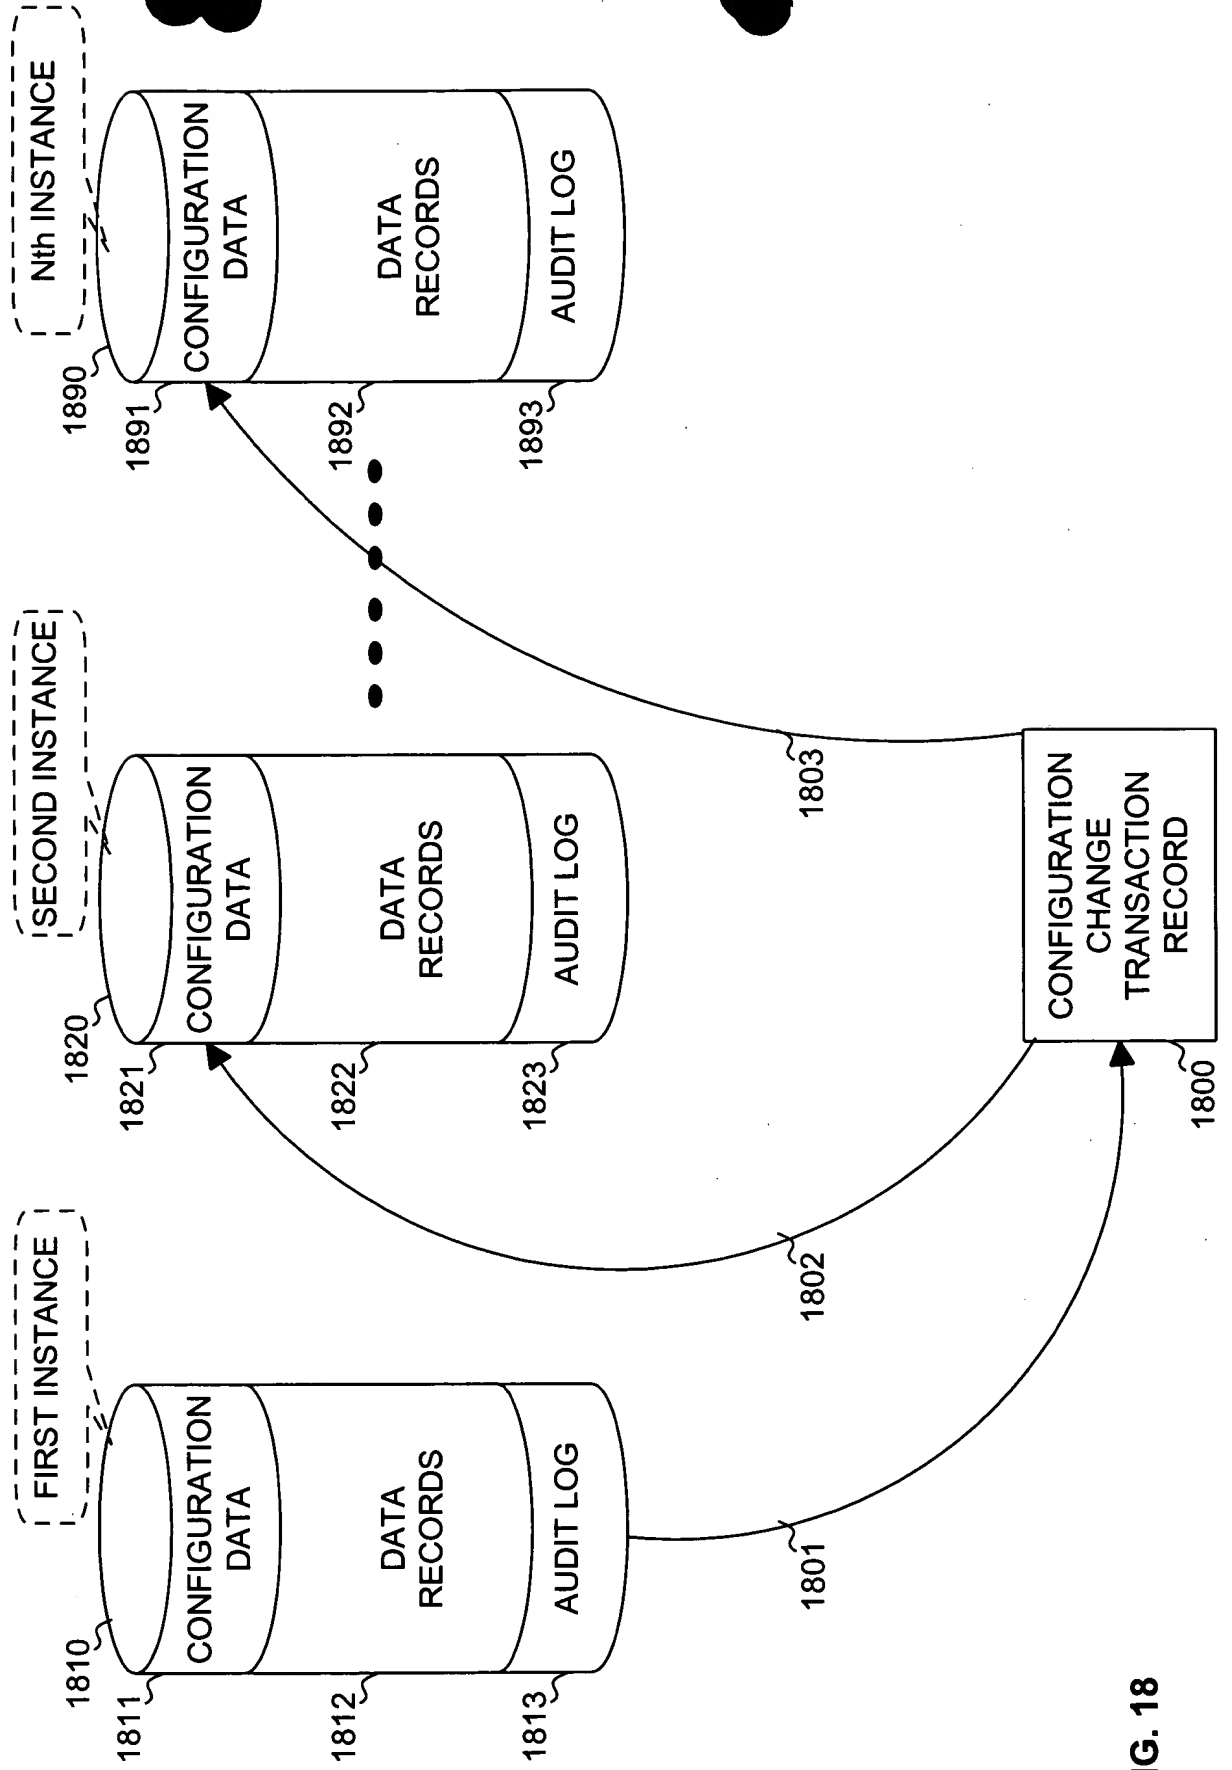 FIRST INSTANCE
1810
1811
CONFIGURATION
DATA
1812
DATA
RECORDS
1813
AUDIT LOG
SECOND INSTANCE
1820
1821
CONFIGURATION
DATA
1822
DATA
RECORDS
1823
AUDIT LOG
Nth INSTANCE
1890
1891
CONFIGURATION
DATA
1892
DATA
RECORDS
1893
AUDIT LOG
1801
1802
1803
CONFIGURATION
CHANGE
TRANSACTION
RECORD
1800
IG. 18